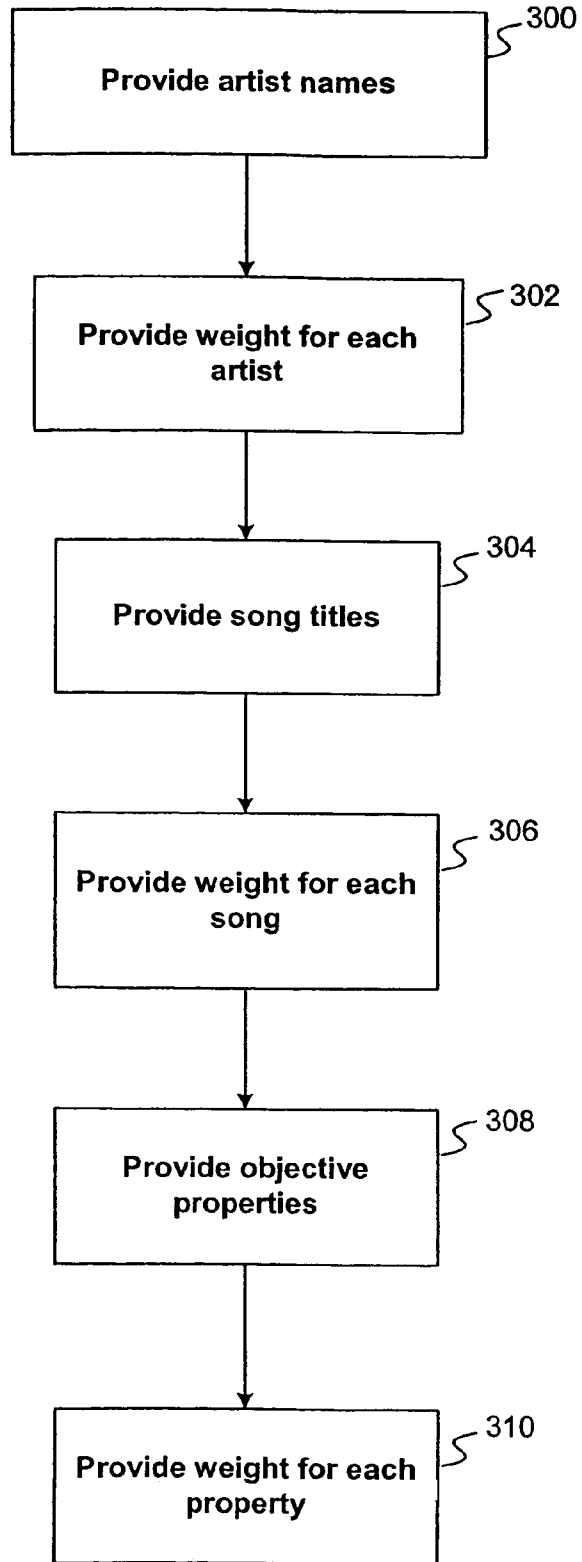 300
Provide artist names
302
Provide weight for each
artist
304
Provide song titles
306
Provide weight for each
song
308
Provide objective
properties
310
Provide weight for each
property